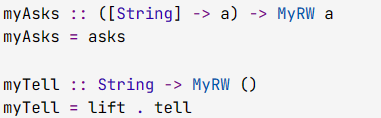 myAsks :: ([String] -> a) -> MyRW a
myAsks = asks
myTell :: String -> MyRW ()
myTell = lift . tell